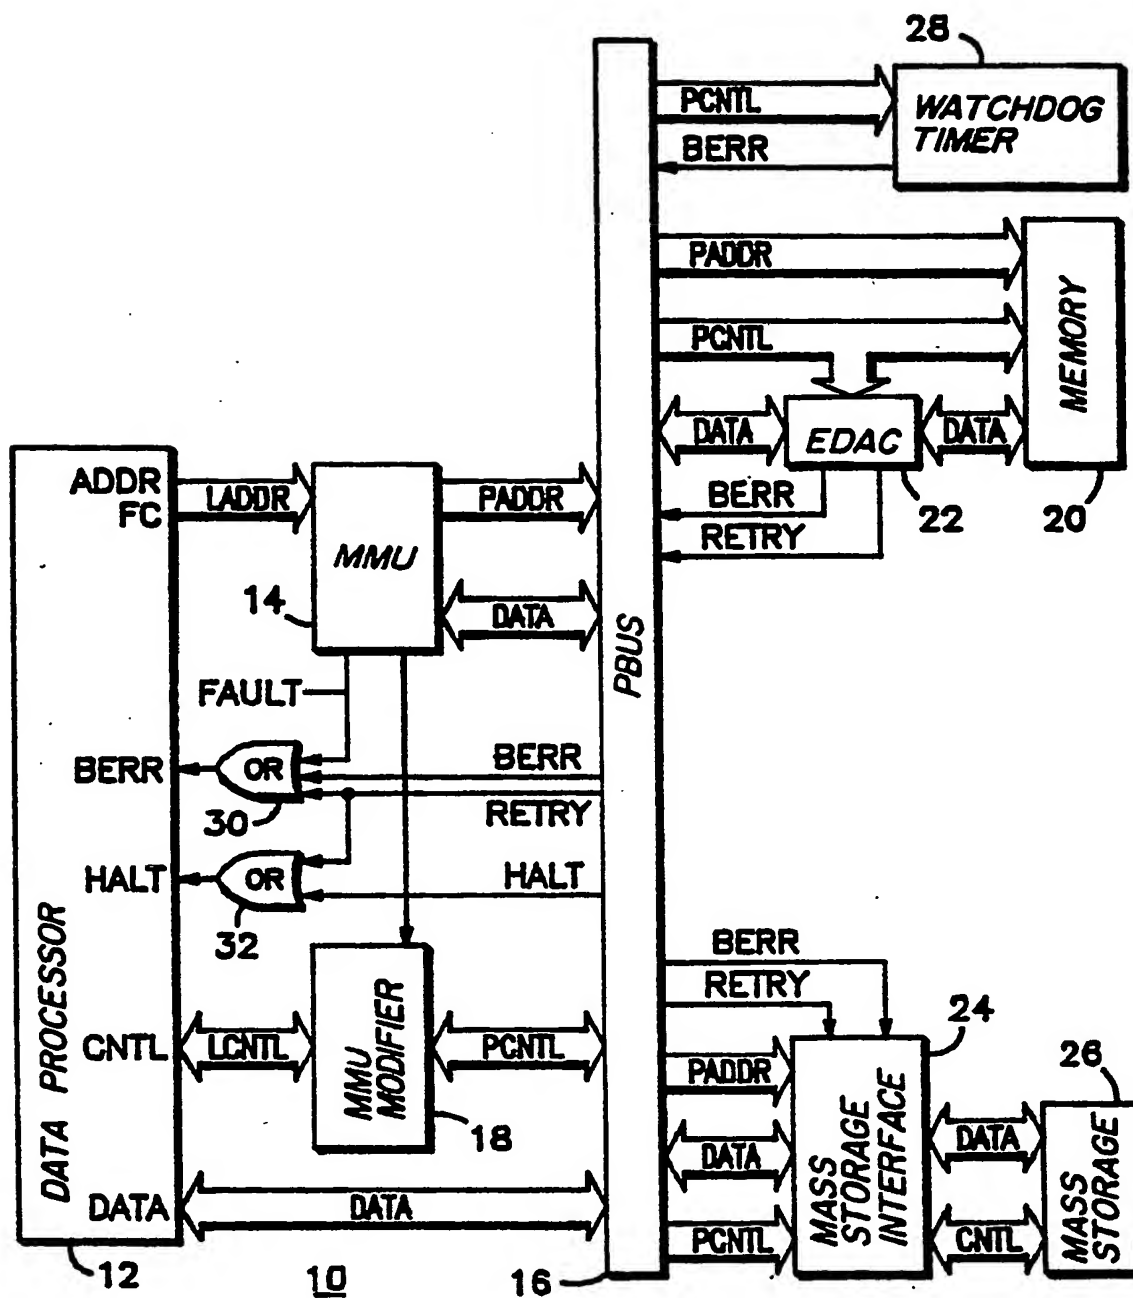 28
PCNTL
WATCHDOG
TIMER
BERR
PADDR
PCNTL
MEMORY
DATA
EDAC
DATA
BERR
22
20
RETRY
ADDR
FC
LADDR
MMU
PADDR
14
DATA
PBUS
FAULT
BERR
OR
BERR
30
RETRY
HALT
OR
HALT
32
DATA PROCESSOR
BERR
RETRY
24
CNTL
LCNTL
MMU
MODIFIER
PCNTL
PADDR
MASS
STORAGE
INTERFACE
26
18
DATA
DATA
MASS
STORAGE
DATA
DATA
PCNTL
CNTL
12
10
16